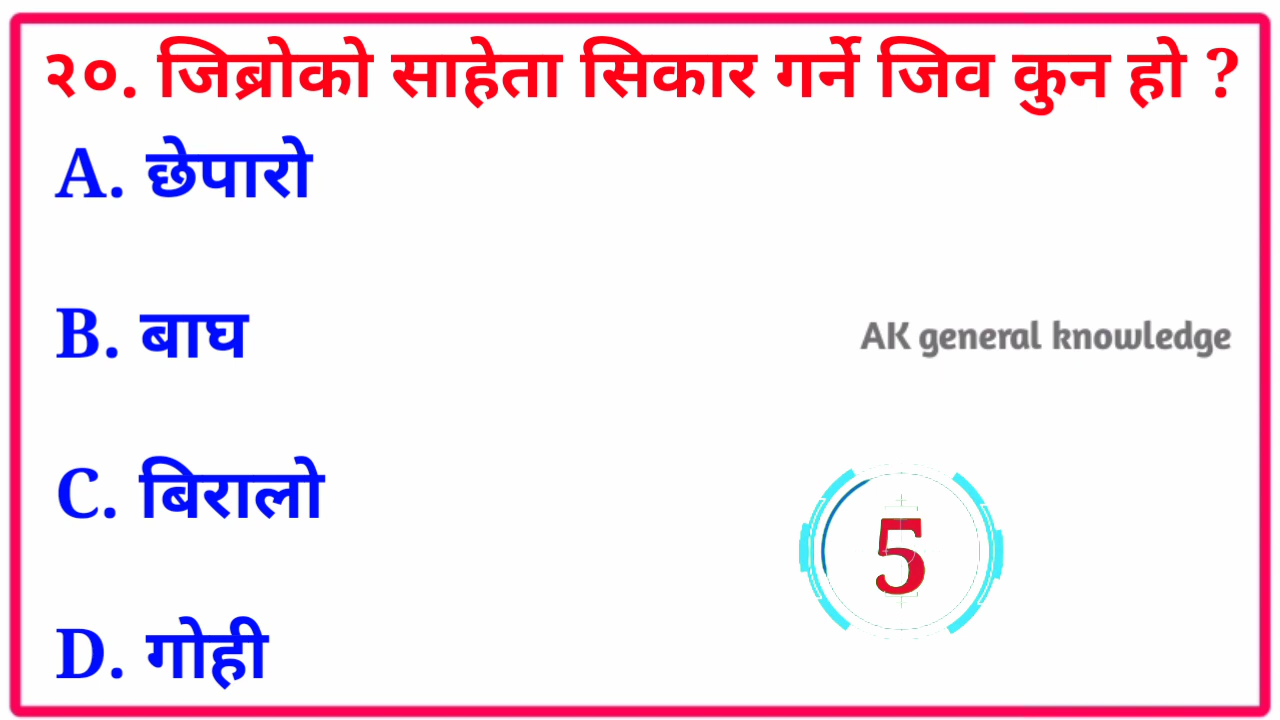 २०. जिब्रोको साहेता सिकार गर्ने जिव कुन हो ?
A. छेपारो
B. बाघ
AK general knowledge
C. बिरालो
5
D. गोही